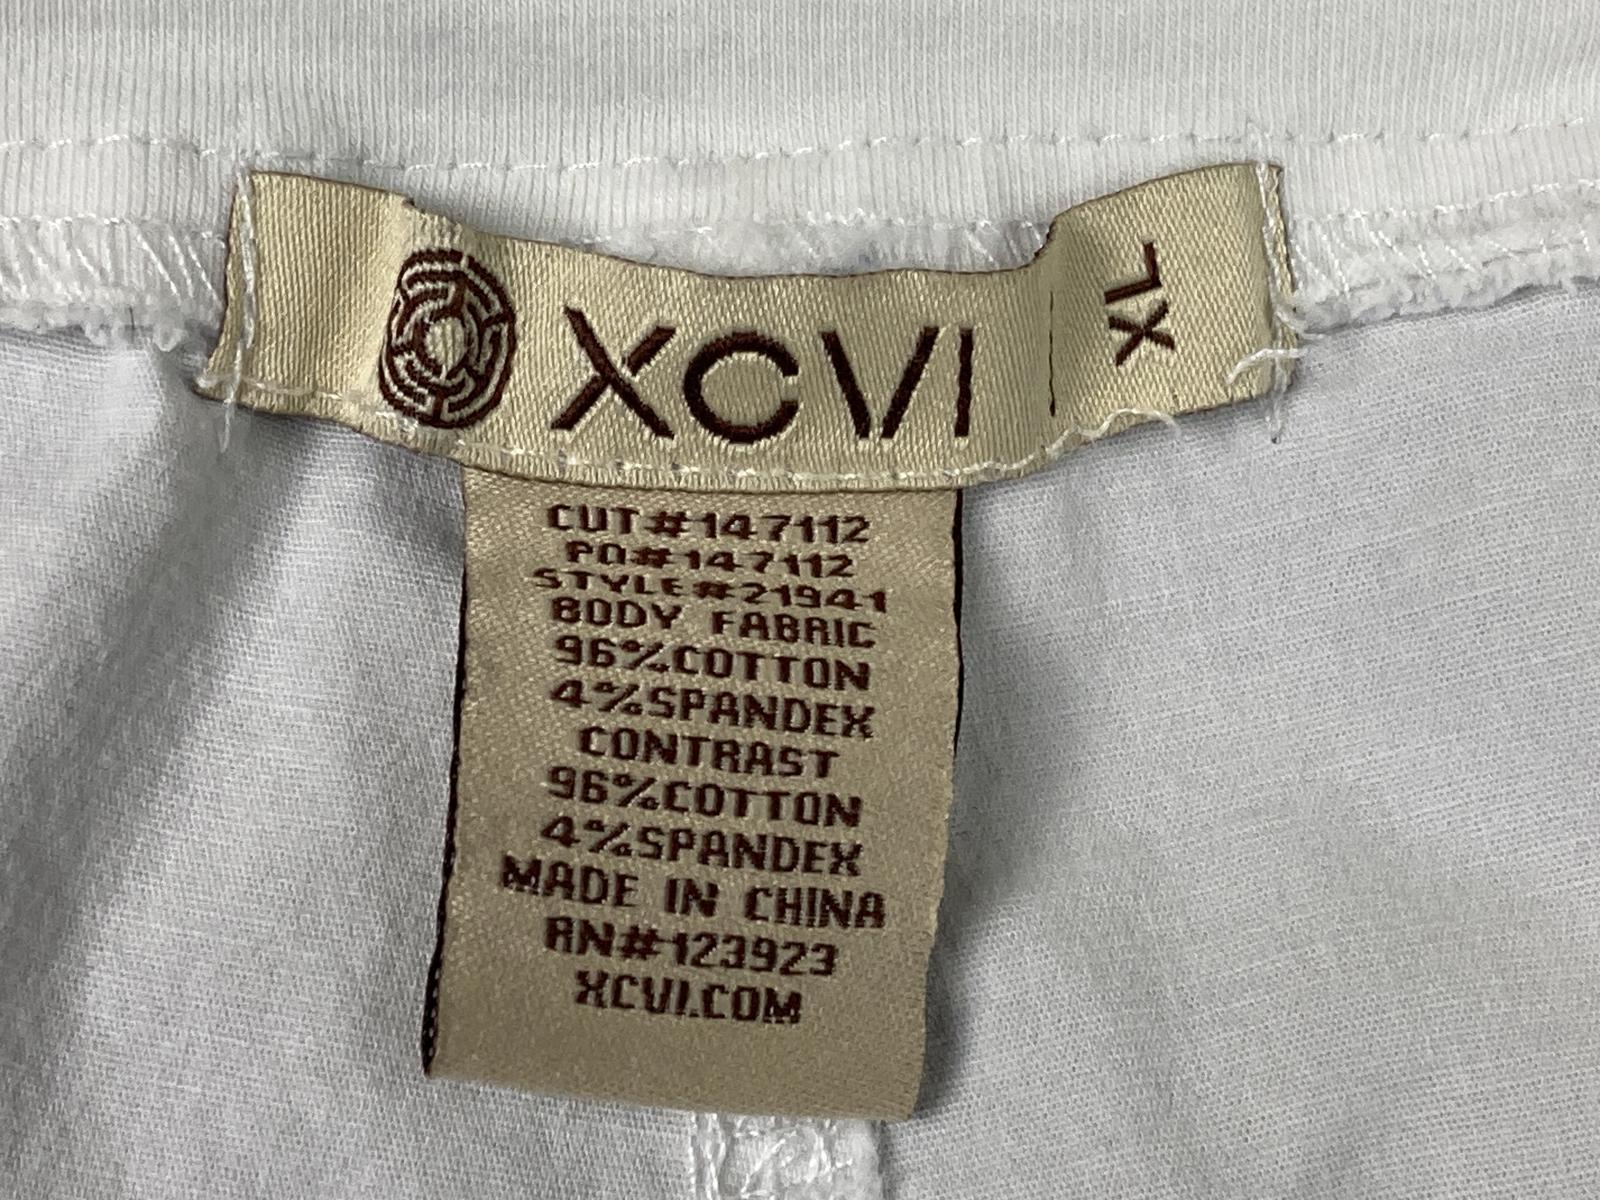 XCVI
XL
CUT#147112
PO#147112
STYLE#21941
BODY FABRIC
96%COTTON
4%SPANDEX
CONTRAST
96%COTTON
4%SPANDEX
MADE IN CHINA
RN#123923
XCVI.COM